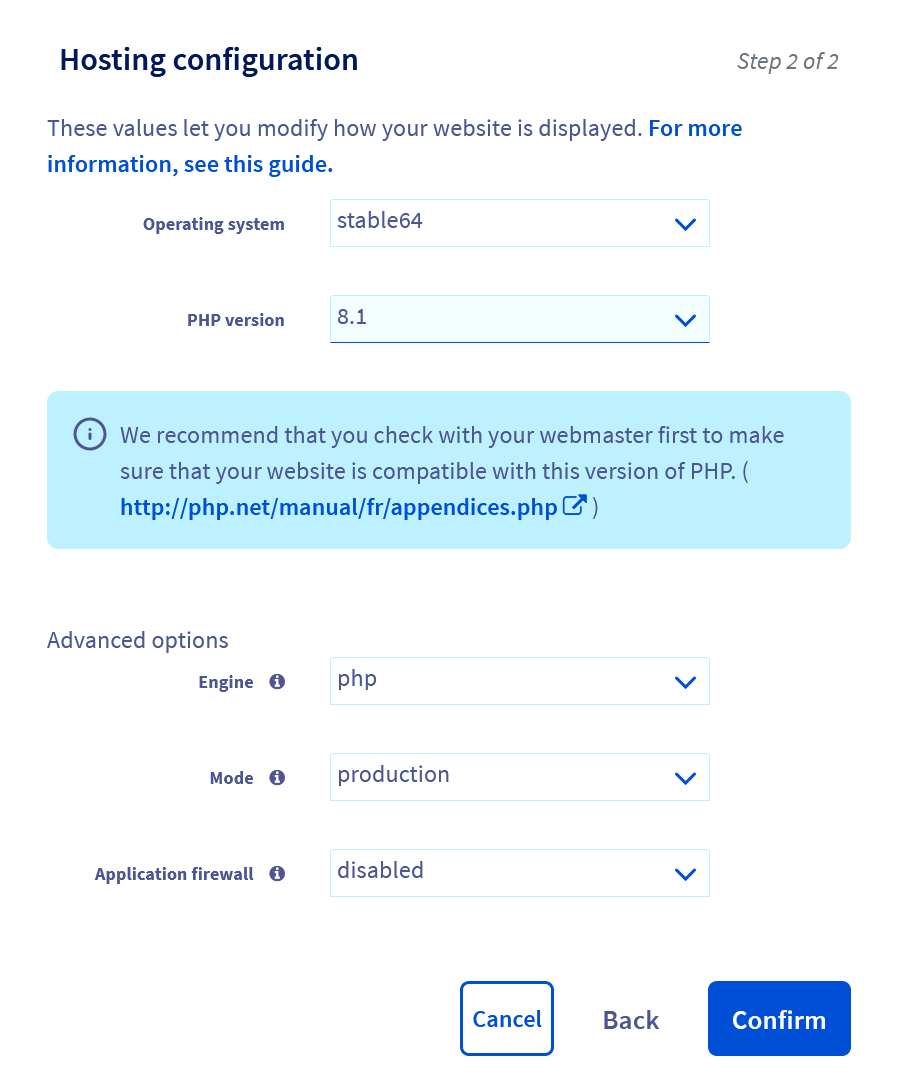 Hosting configuration
Step 2 of 2
These values let you modify how your website is displayed. For more
information, see this guide.
Operating system
stable64
PHP version
8.1
We recommend that you check with your webmaster first to make
sure that your website is compatible with this version of PHP. (
http://php.net/manual/fr/appendices.php )
Advanced options
Engine
php
Mode
production
Application firewall
disabled
Cancel
Back
Confirm